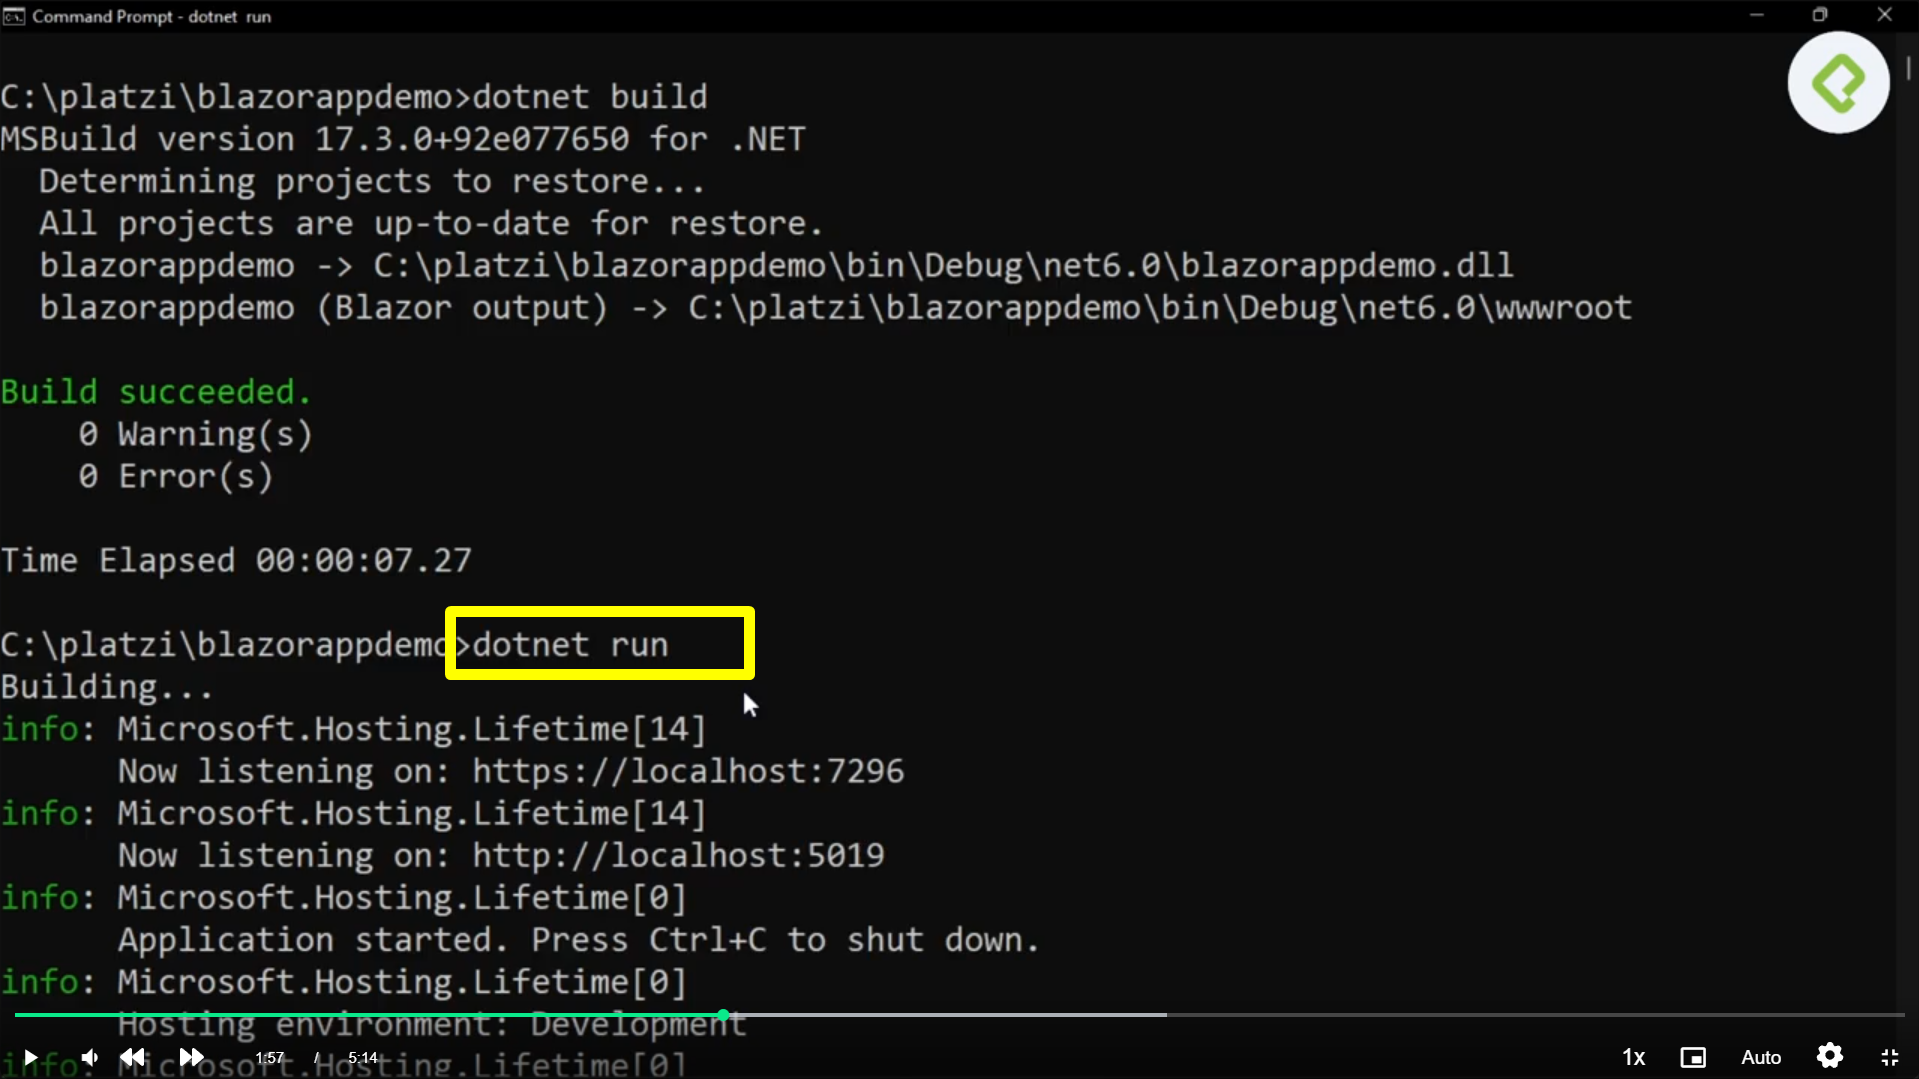 Command Prompt - dotnet run
C:\platzi\blazorappdemo>dotnet build
MSBuild version 17.3.0+92e077650 for .NET
Determining projects to restore...
All projects are up-to-date for restore.
blazorappdemo -> C:\platzi\blazorappdemo\bin\Debug\net6.0\blazorappdemo.dll
blazorappdemo (Blazor output) -> C:\platzi\blazorappdemo\bin\Debug\net6.0\wwwroot
Build succeeded.
0 Warning(s)
0 Error(s)
Time Elapsed 00:00:07.27
C:\platzi\blazorappdemo>dotnet run
Building...
info: Microsoft.Hosting.Lifetime[14]
Now listening on: https://localhost:7296
info: Microsoft.Hosting.Lifetime[14]
Now listening on: http://localhost:5019
info: Microsoft.Hosting.Lifetime[0]
Application started. Press Ctrl+C to shut down.
info: Microsoft.Hosting.Lifetime[0]
Hosting environment: Development
info: Microsoft.Hosting.Lifetime[0]
1:57 / 5:14
1x
Auto